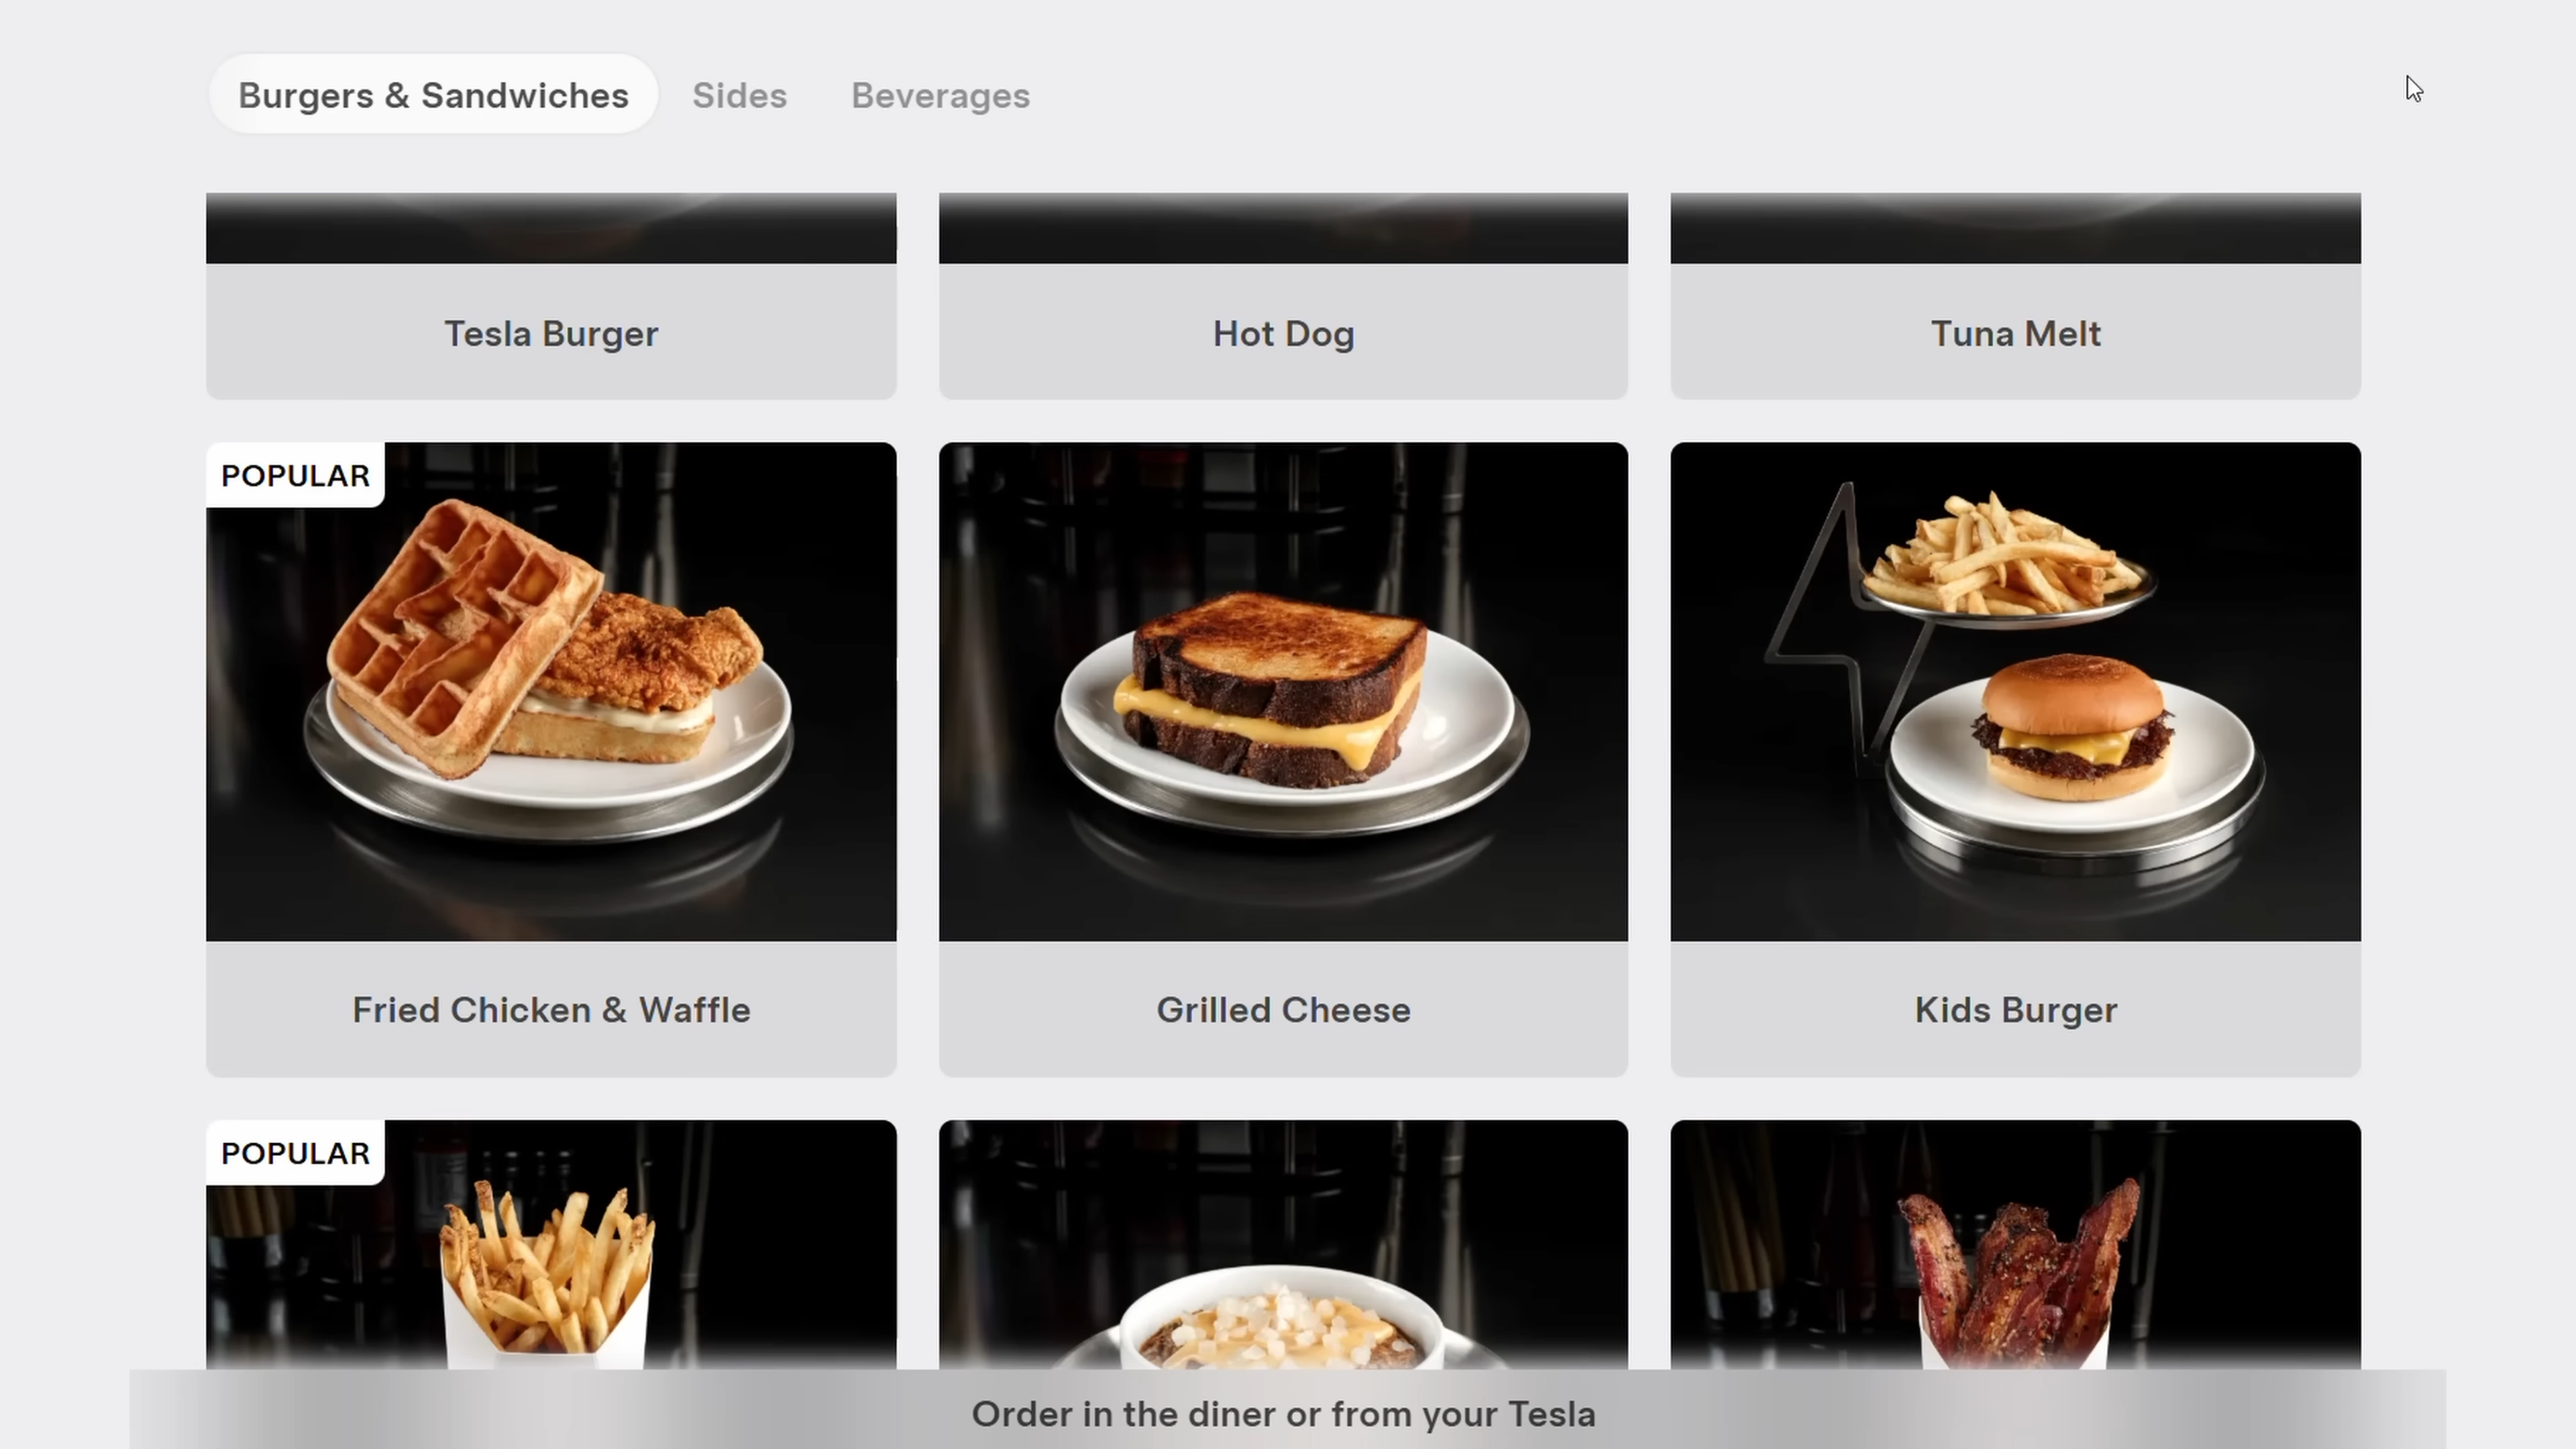 Burgers & Sandwiches Sides Beverages
Tesla Burger
Hot Dog
Tuna Melt
POPULAR
Fried Chicken & Waffle
Grilled Cheese
Kids Burger
POPULAR
Order in the diner or from your Tesla